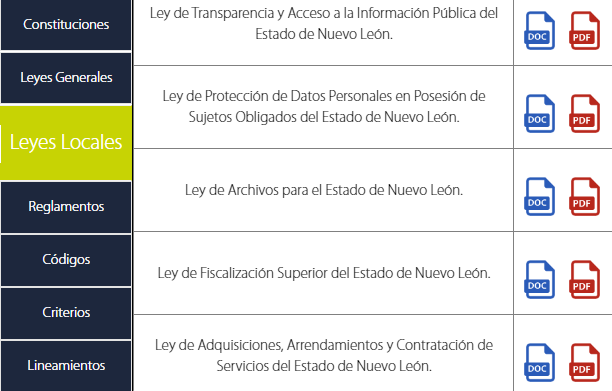 Constituciones
Leyes Generales
Leyes Locales
Reglamentos
Códigos
Criterios
Lineamientos
Ley de Transparencia y Acceso a la Información Pública del
Estado de Nuevo León.
DOC
PDF
Ley de Protección de Datos Personales en Posesión de
Sujetos Obligados del Estado de Nuevo León.
DOC
PDF
Ley de Archivos para el Estado de Nuevo León.
DOC
PDF
Ley de Fiscalización Superior del Estado de Nuevo León.
DOC
PDF
Ley de Adquisiciones, Arrendamientos y Contratación de
Servicios del Estado de Nuevo León.
DOC
PDF